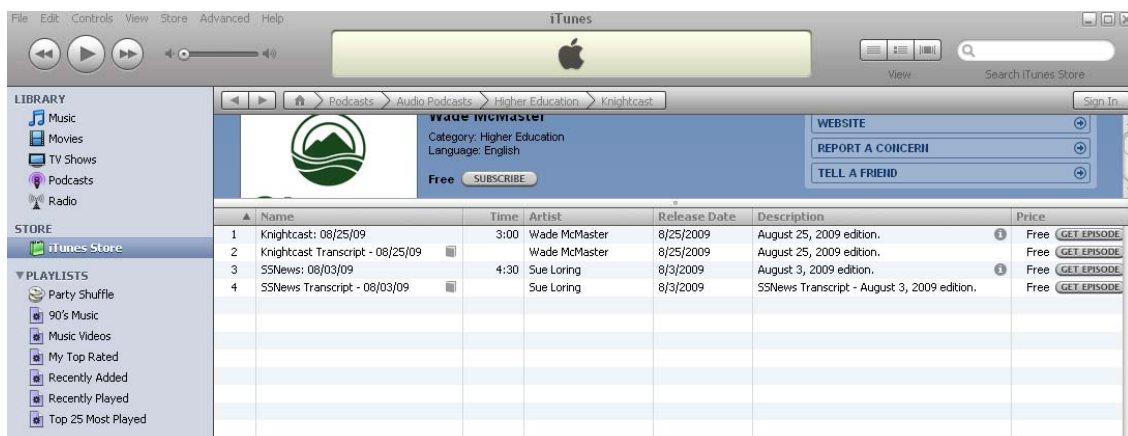 File Edit Controls View Store Advanced Help
iTunes
View
Search iTunes Store
LIBRARY
Music
Movies
TV Shows
Podcasts
Radio
STORE
iTunes Store
PLAYLISTS
Party Shuffle
90's Music
Music Videos
My Top Rated
Recently Added
Recently Played
Top 25 Most Played
Podcasts Audio Podcasts Higher Education Knightcast
Sign In
Wade McMaster
Category: Higher Education
Language: English
Free SUBSCRIBE
WEBSITE
REPORT A CONCERN
TELL A FRIEND
Name Time Artist Release Date Description Price
1 Knightcast: 08/25/09 3:00 Wade McMaster 8/25/2009 August 25, 2009 edition. Free GET EPISODE
2 Knightcast Transcript - 08/25/09 Wade McMaster 8/25/2009 August 25, 2009 edition. Free GET EPISODE
3 SSNews: 08/03/09 4:30 Sue Loring 8/3/2009 August 3, 2009 edition. Free GET EPISODE
4 SSNews Transcript - 08/03/09 Sue Loring 8/3/2009 SSNews Transcript - August 3, 2009 edition. Free GET EPISODE